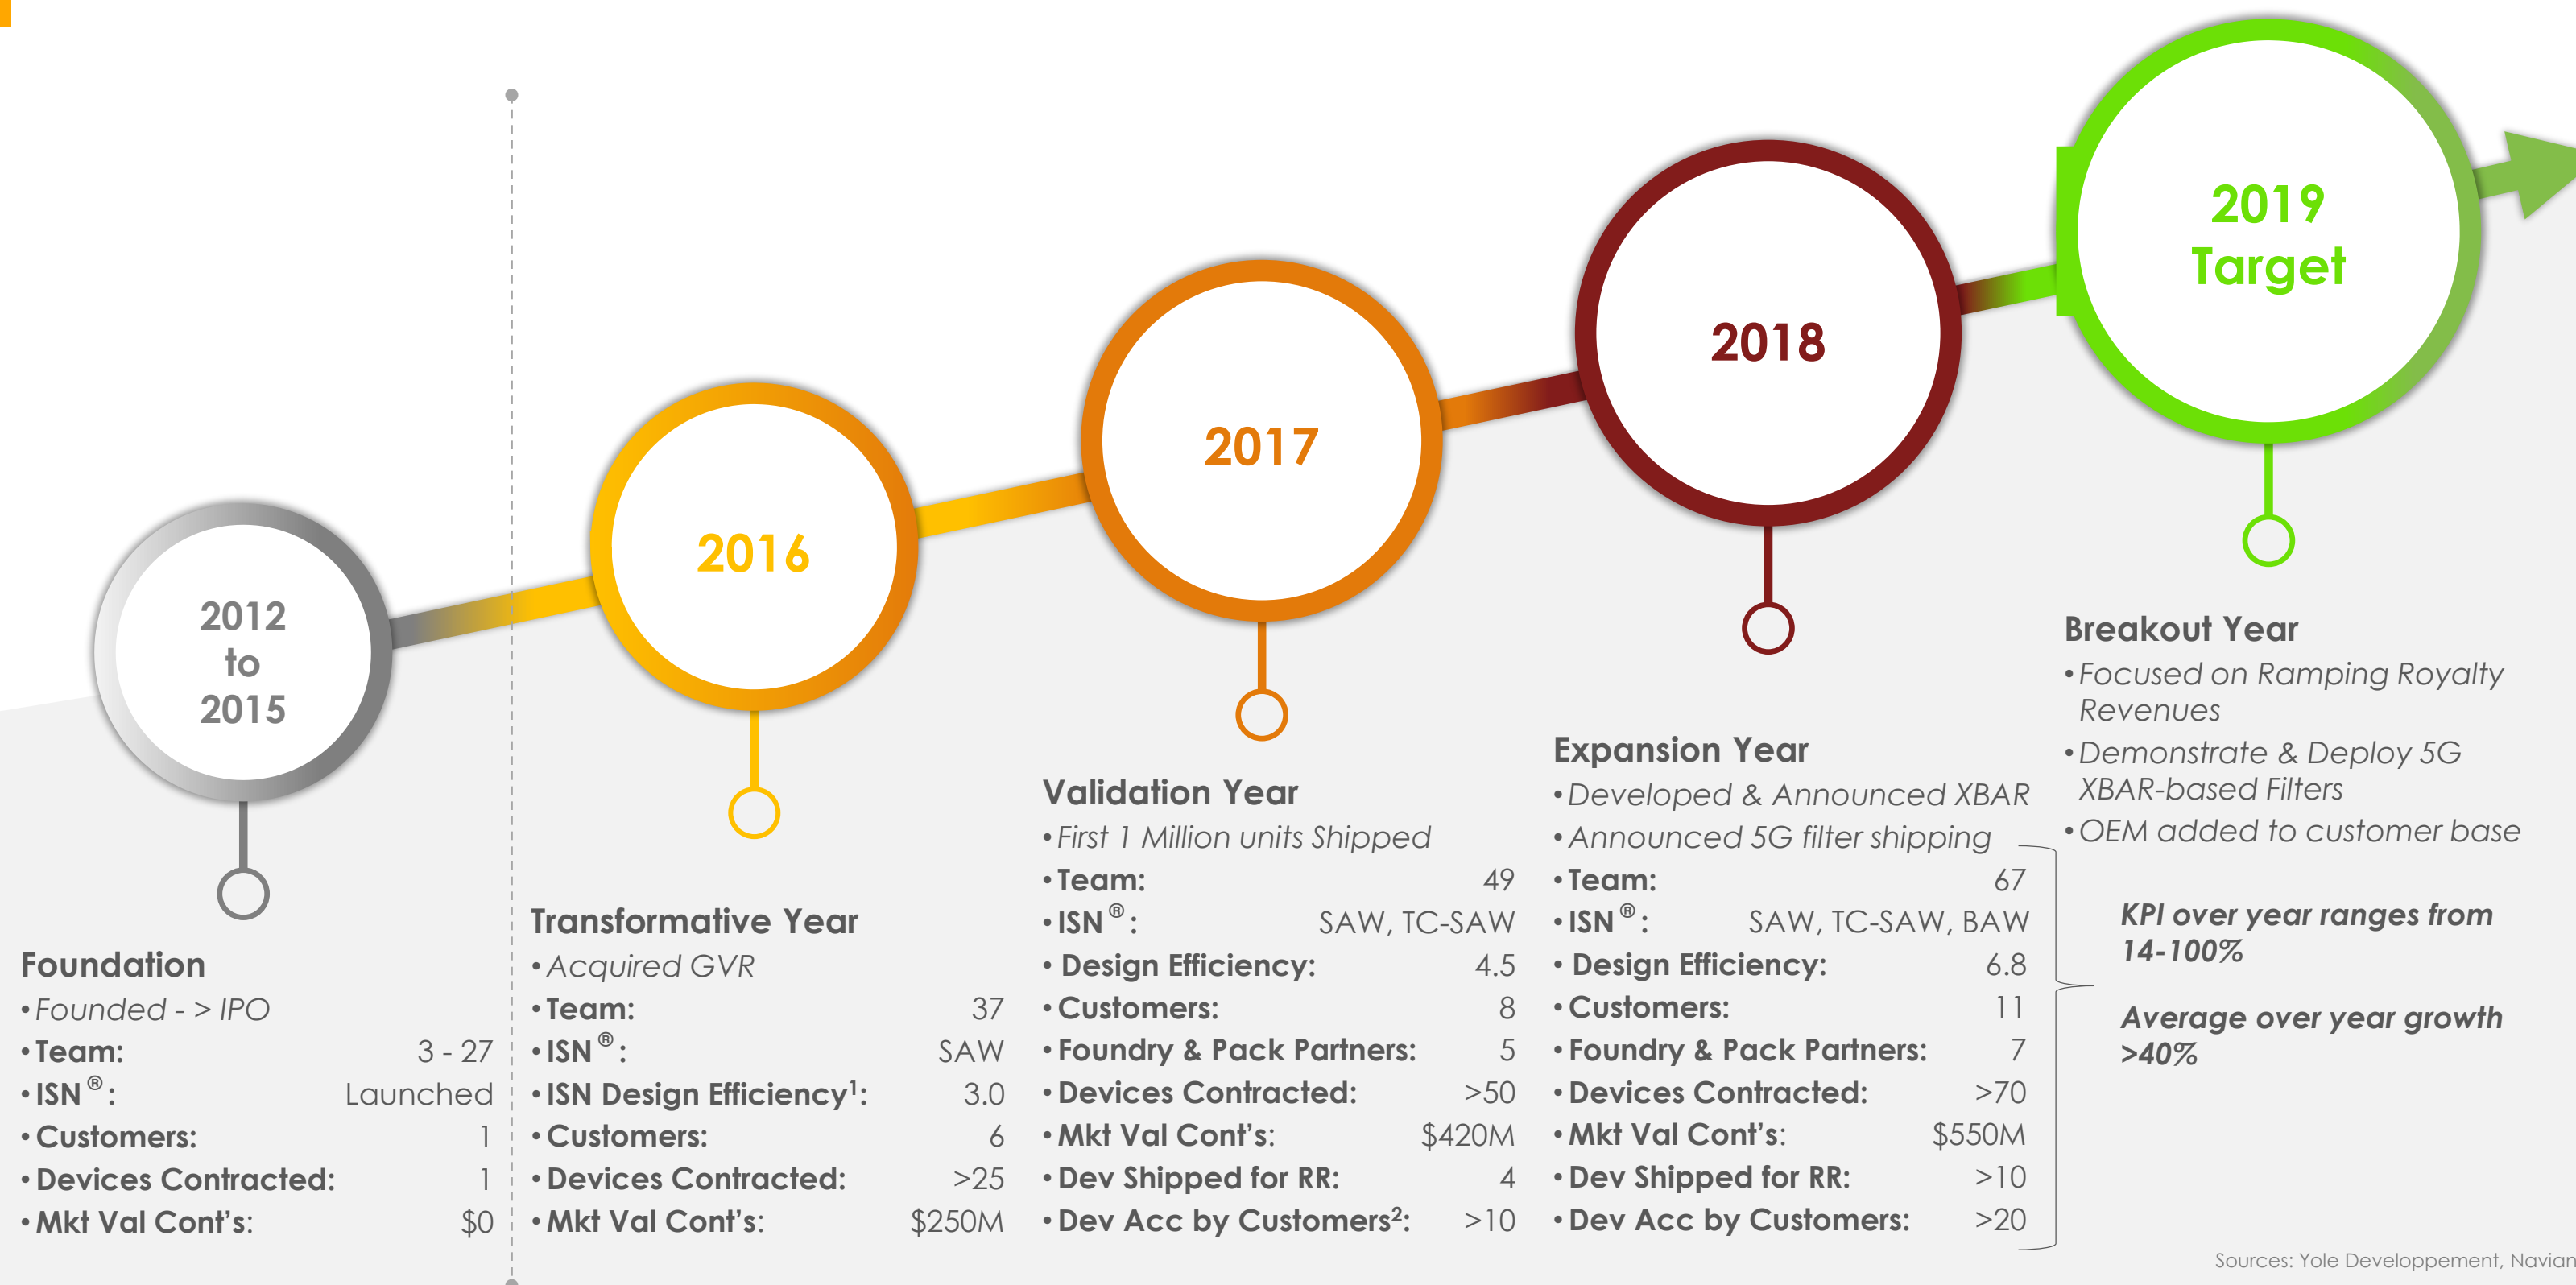 2012
to
2015
Foundation
• Founded - > IPO
• Team: 3 - 27
• ISN®: Launched
• Customers: 1
• Devices Contracted: 1
• Mkt Val Cont's: $0
2016
Transformative Year
• Acquired GVR
• Team: 37
• ISN®: SAW
• ISN Design Efficiency¹: 3.0
• Customers: 6
• Devices Contracted: >25
• Mkt Val Cont's: $250M
2017
Validation Year
• First 1 Million units Shipped
• Team: 49
• ISN®: SAW, TC-SAW
• Design Efficiency: 4.5
• Customers: 8
• Foundry & Pack Partners: 5
• Devices Contracted: >50
• Mkt Val Cont's: $420M
• Dev Shipped for RR: 4
• Dev Acc by Customers²: >10
2018
Expansion Year
• Developed & Announced XBAR
• Announced 5G filter shipping
• Team: 67
• ISN®: SAW, TC-SAW, BAW
• Design Efficiency: 6.8
• Customers: 11
• Foundry & Pack Partners: 7
• Devices Contracted: >70
• Mkt Val Cont's: $550M
• Dev Shipped for RR: >10
• Dev Acc by Customers: >20
2019
Target
Breakout Year
• Focused on Ramping Royalty
Revenues
• Demonstrate & Deploy 5G
XBAR-based Filters
• OEM added to customer base
KPI over year ranges from
14-100%
Average over year growth
>40%
Sources: Yole Developpement, Navian